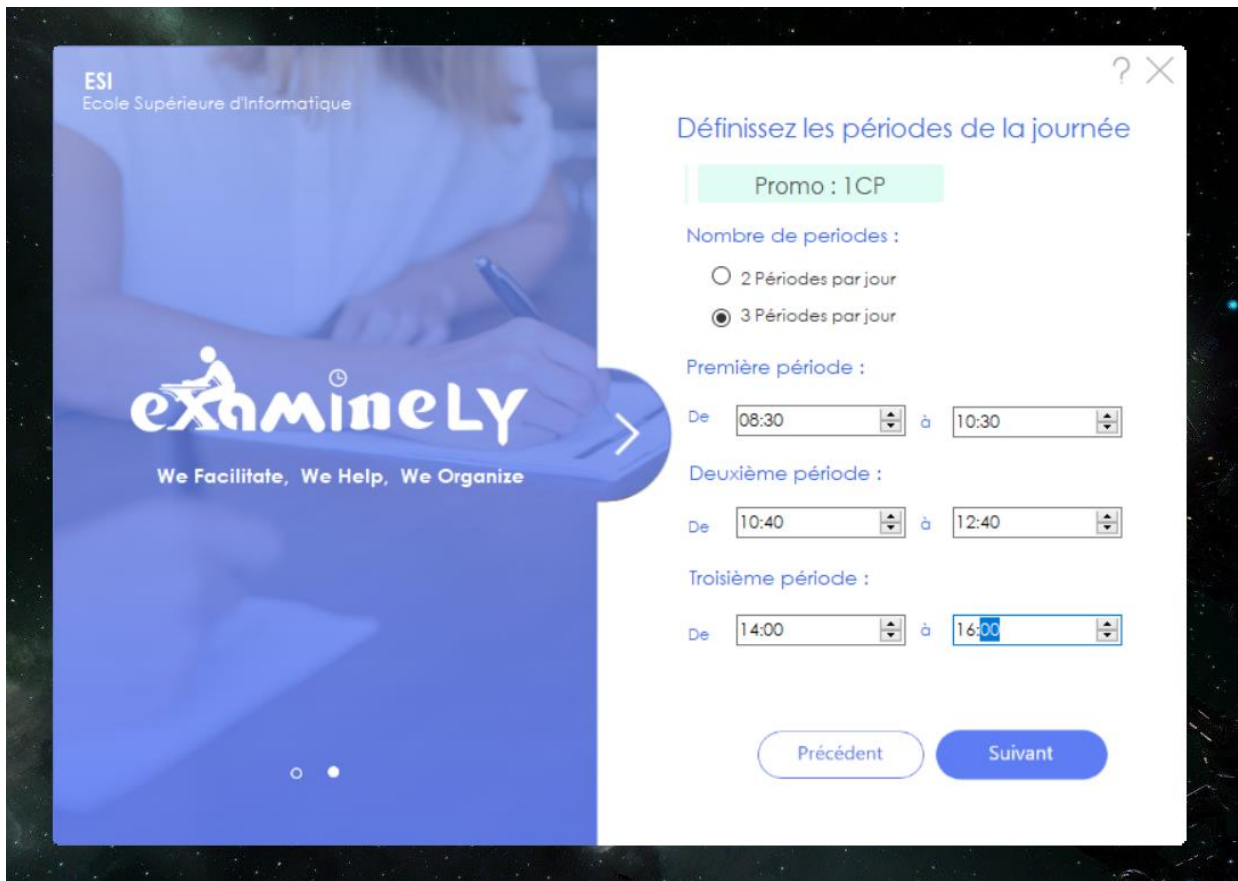 ESI
Ecole Supérieure d'Informatique
?
Définissez les périodes de la journée
Promo : 1CP
Nombre de periodes :
2 Périodes par jour
3 Périodes par jour
Première période :
De 08:30 à 10:30
examinely
We Facilitate, We Help, We Organize
Deuxième période :
De 10:40 à 12:40
Troisième période :
De 14:00 à 16:00
Précédent Suivant